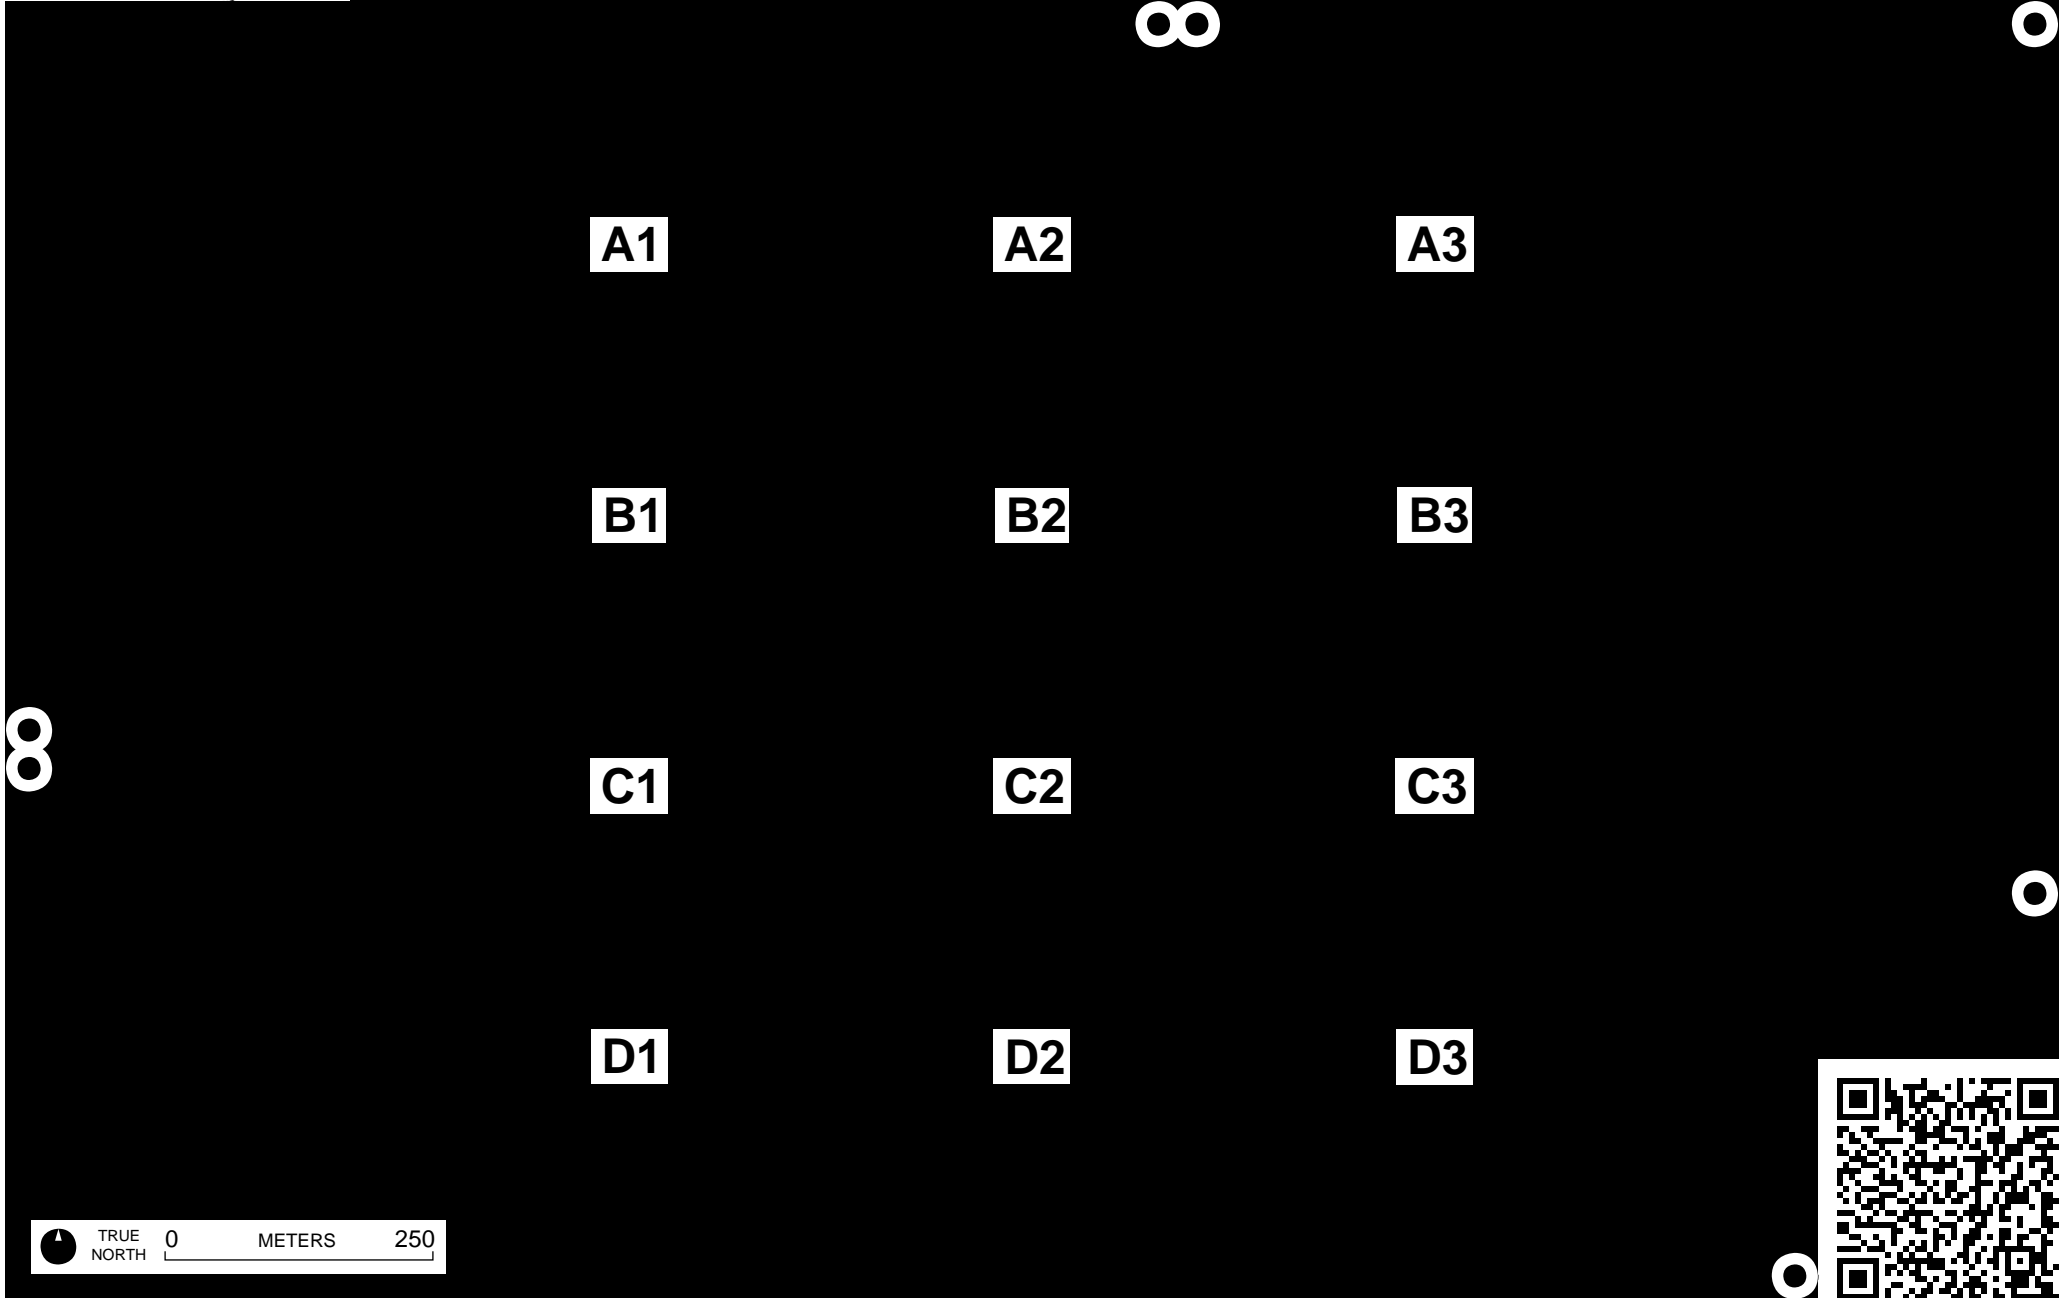 A1 A2 A3
B1 B2 B3
C1 C2 C3
D1 D2 D3
TRUE NORTH 0 METERS 250